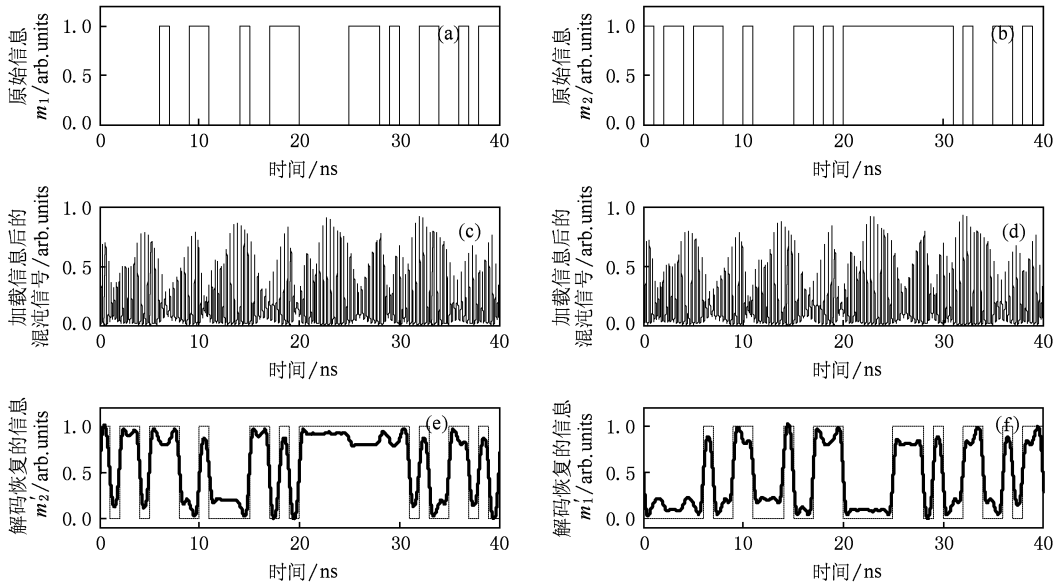 原始信息
m₁/arb.units
1.0
0.5
0.0
(a)
0
10
20
30
40
时间/ns
原始信息
m₂/arb.units
1.0
0.5
0.0
(b)
0
10
20
30
40
时间/ns
加载信息后的
混沌信号/arb.units
1.0
0.5
0.0
(c)
0
10
20
30
40
时间/ns
加载信息后的
混沌信号/arb.units
1.0
0.5
0.0
(d)
0
10
20
30
40
时间/ns
解码恢复的信息
m′₂/arb.units
1.0
0.5
0.0
(e)
0
10
20
30
40
时间/ns
解码恢复的信息
m′₁/arb.units
1.0
0.5
0.0
(f)
0
10
20
30
40
时间/ns